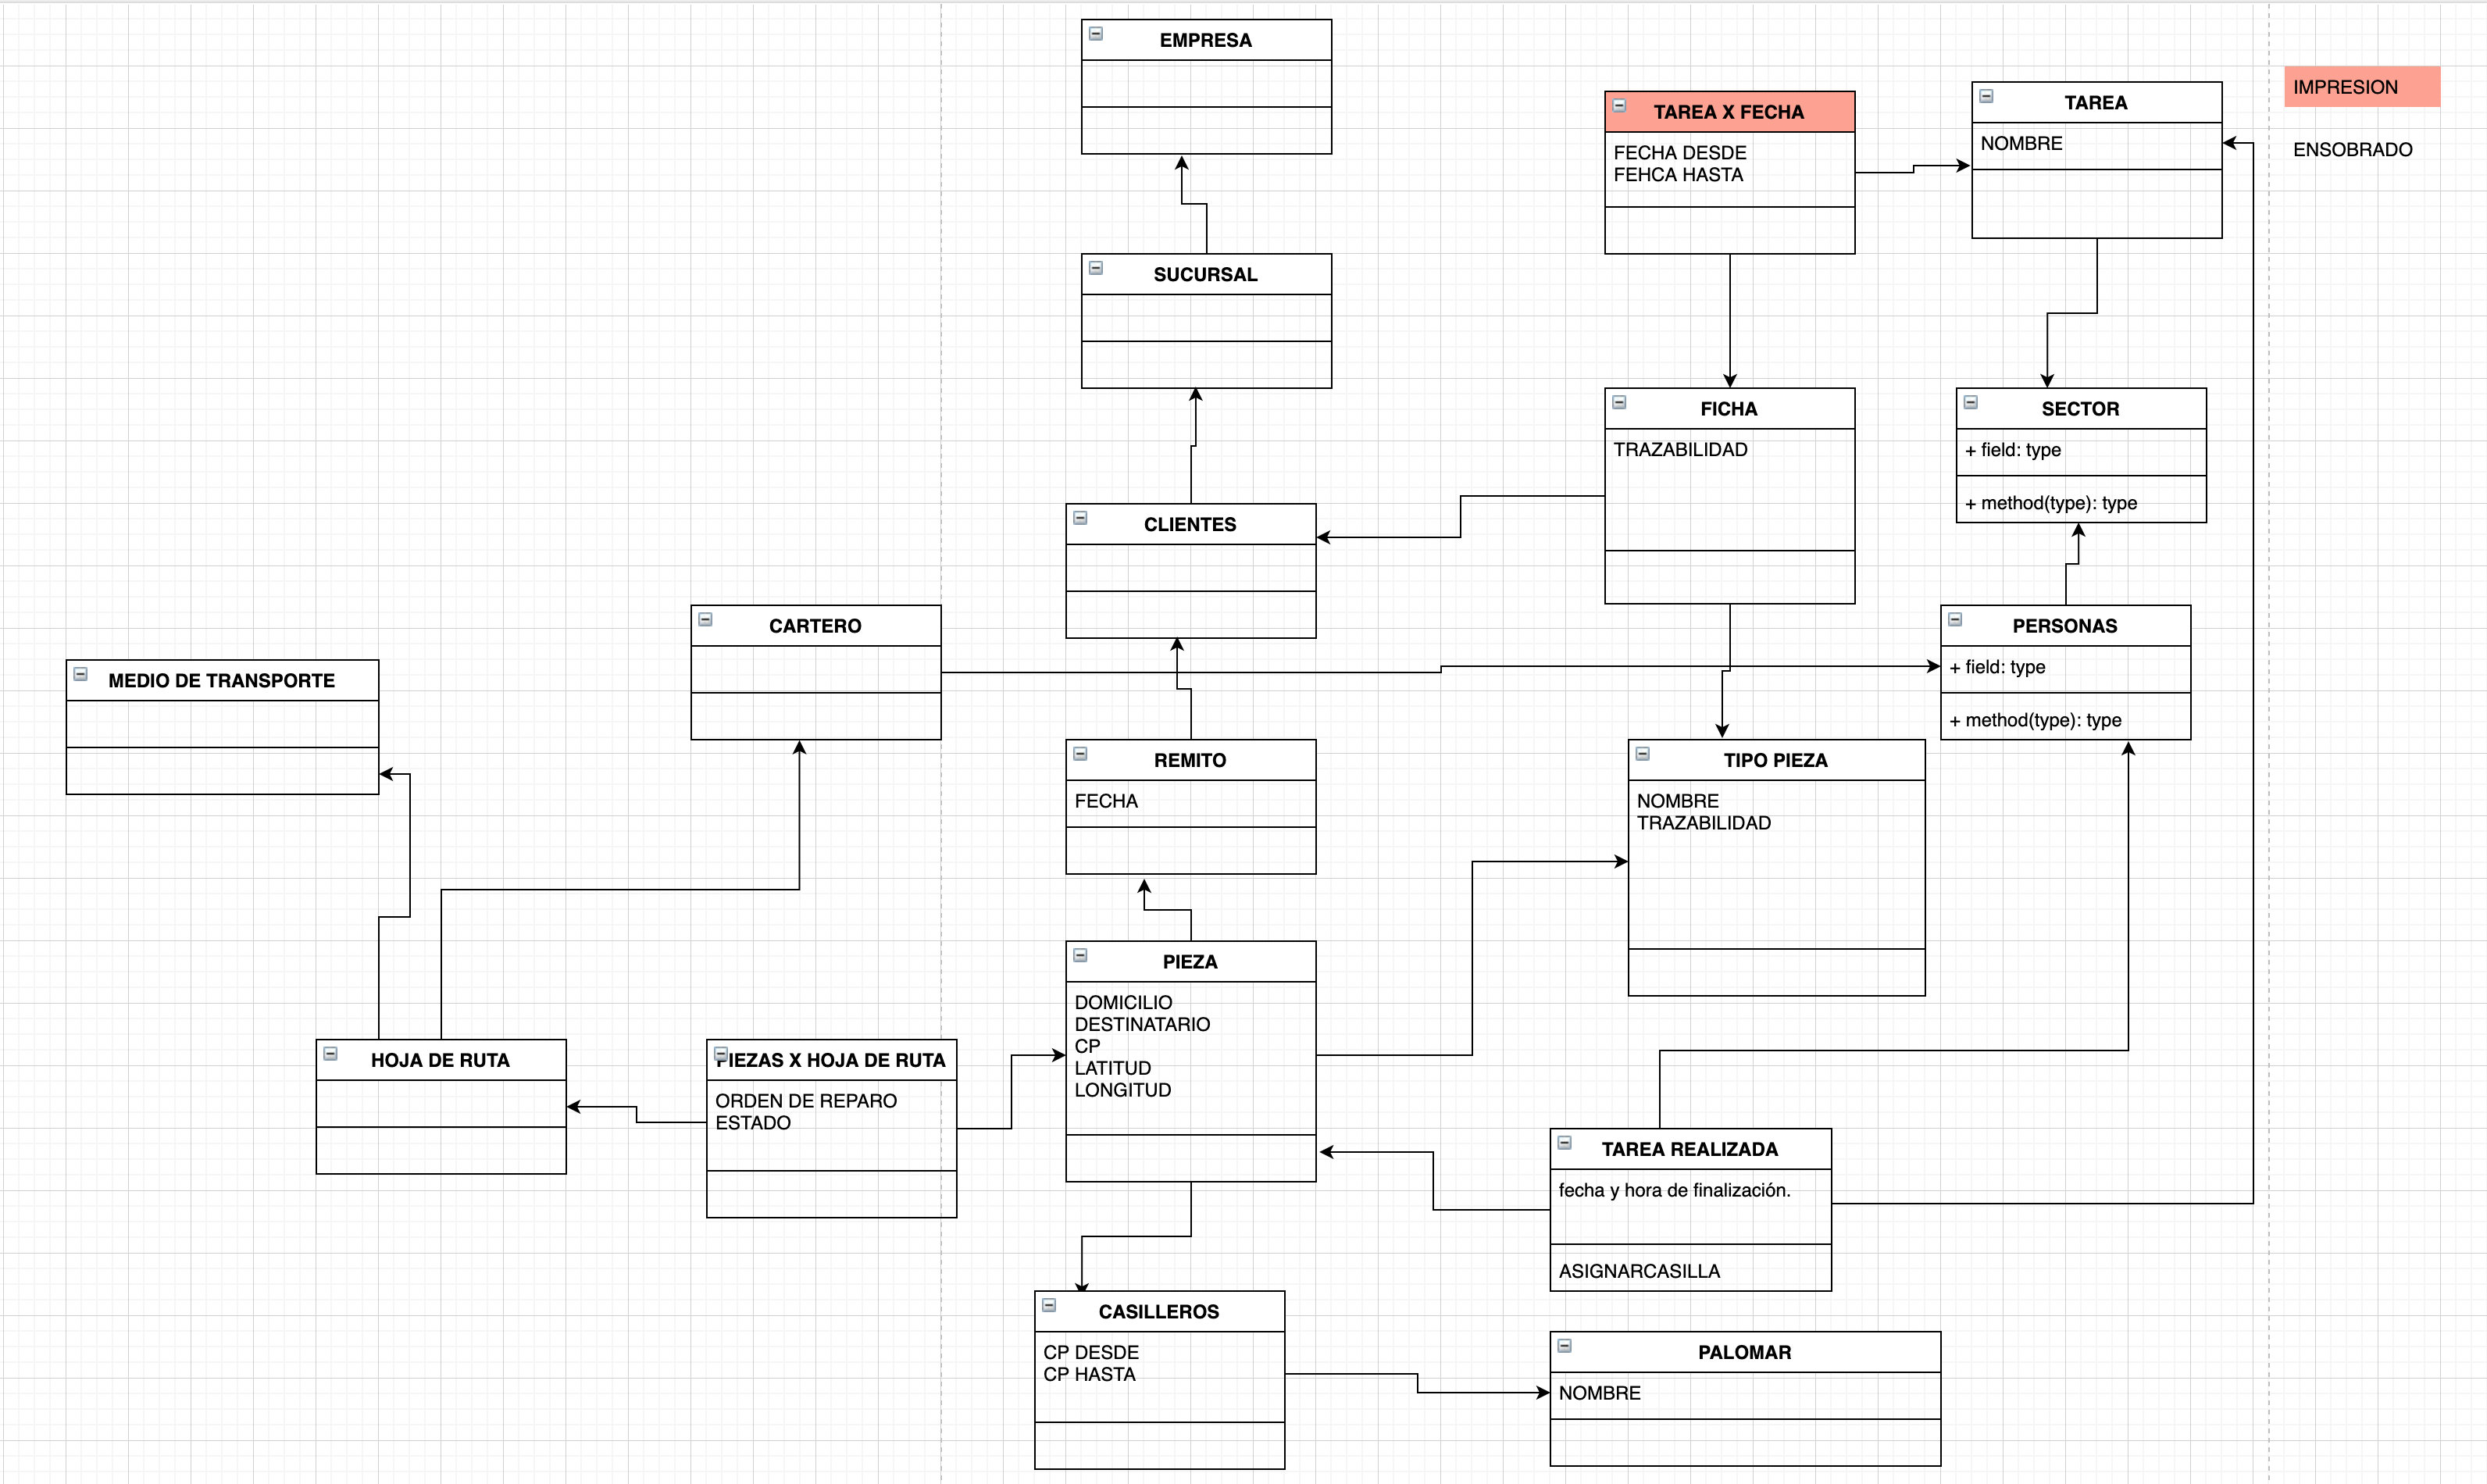 EMPRESA
IMPRESION
TAREA
TAREA X FECHA
NOMBRE
ENSOBRADO
FECHA DESDE
FEHCA HASTA
SUCURSAL
FICHA
SECTOR
TRAZABILIDAD
+ field: type
+ method(type): type
CLIENTES
CARTERO
PERSONAS
+ field: type
MEDIO DE TRANSPORTE
+ method(type): type
REMITO
TIPO PIEZA
FECHA
NOMBRE
TRAZABILIDAD
PIEZA
DOMICILIO
DESTINATARIO
CP
LATITUD
LONGITUD
HOJA DE RUTA
PIEZAS X HOJA DE RUTA
ORDEN DE REPARO
ESTADO
TAREA REALIZADA
fecha y hora de finalización.
ASIGNARCASILLA
CASILLEROS
CP DESDE
CP HASTA
PALOMAR
NOMBRE